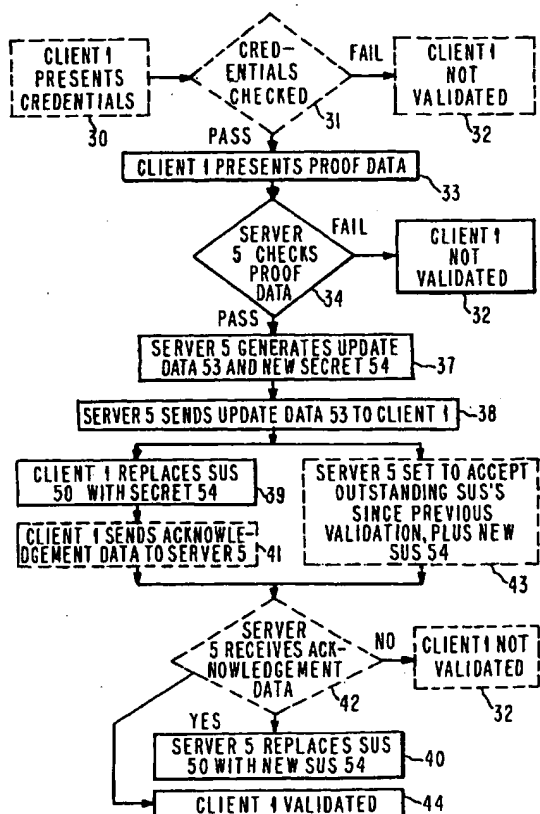 CLIENT 1
PRESENTS
CREDENTIALS
30
CRED-
ENTIALS
CHECKED
31
FAIL
CLIENT 1
NOT
VALIDATED
32
PASS
CLIENT 1 PRESENTS PROOF DATA
33
SERVER
5 CHECKS
PROOF
DATA
34
FAIL
CLIENT 1
NOT
VALIDATED
32
PASS
SERVER 5 GENERATES UPDATE
DATA 53 AND NEW SECRET 54
37
SERVER 5 SENDS UPDATE DATA 53 TO CLIENT 1
38
CLIENT 1 REPLACES SUS
50 WITH SECRET 54
39
CLIENT 1 SENDS ACKNOWLE-
DGEMENT DATA TO SERVER 5
41
SERVER 5 SET TO ACCEPT
OUTSTANDING SUS'S
SINCE PREVIOUS
VALIDATION, PLUS NEW
SUS 54
43
SERVER
5 RECEIVES ACK-
NOWLEDGEMENT
DATA
42
NO
CLIENT 1 NOT
VALIDATED
32
YES
SERVER 5 REPLACES SUS
50 WITH NEW SUS 54
40
CLIENT 1 VALIDATED
44